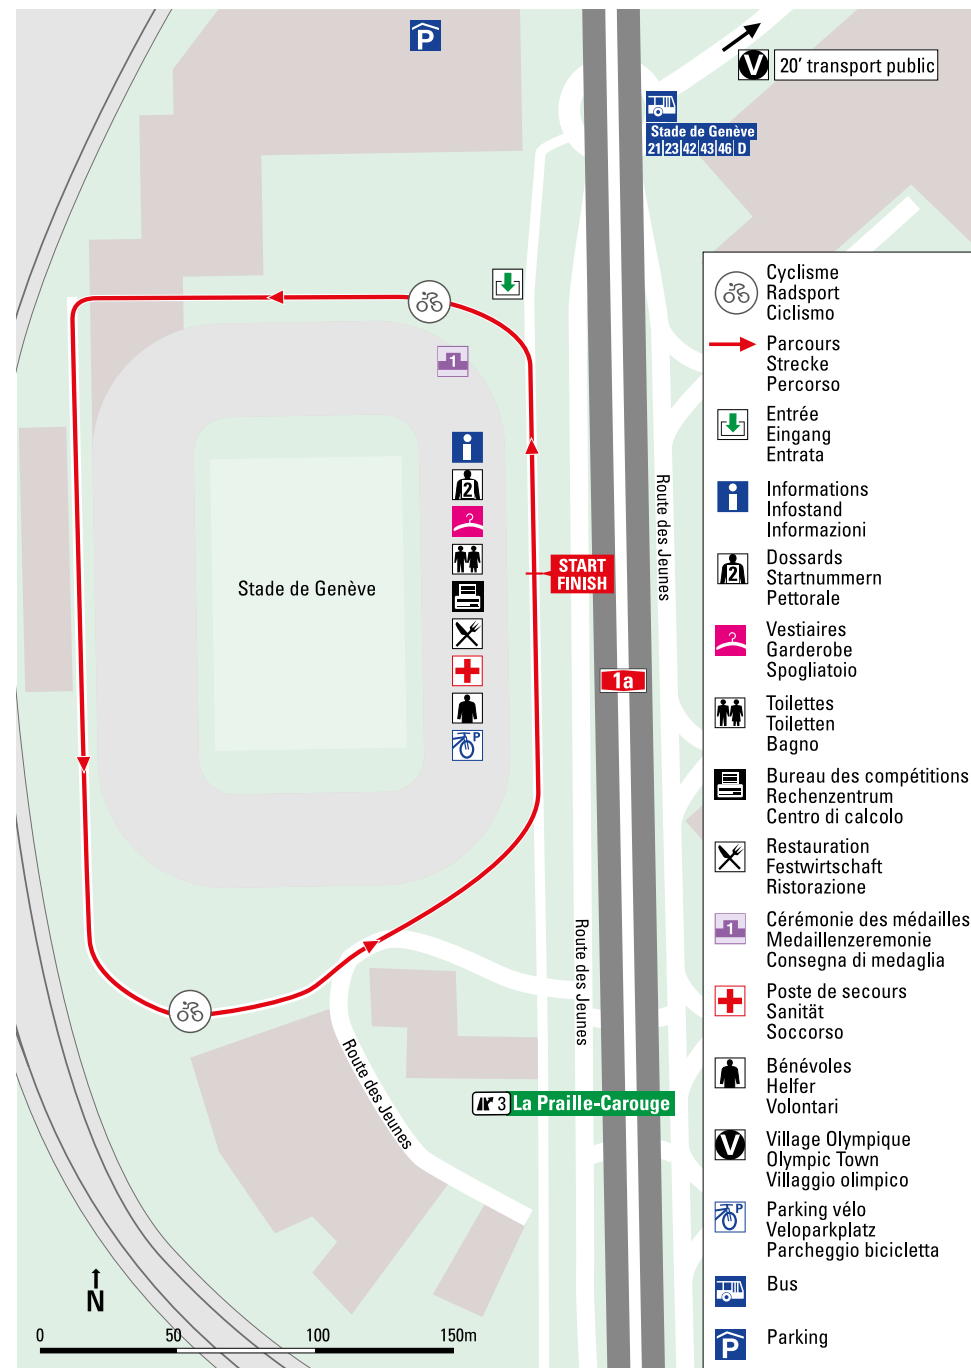 P
V
20’ transport public
Stade de Genève
21 23 42 43 46 D
1
i
2
Stade de Genève
START
FINISH
Route des Jeunes
1a
P
Route des Jeunes
Route des Jeunes
3 La Praille-Carouge
N
0 50 100 150m
Cyclisme
Radsport
Ciclismo
Parcours
Strecke
Percorso
Entrée
Eingang
Entrata
i
Informations
Infostand
Informazioni
2
Dossards
Startnummern
Pettorale
Vestiaires
Garderobe
Spogliatoio
Toilettes
Toiletten
Bagno
Bureau des compétitions
Rechenzentrum
Centro di calcolo
Restauration
Festwirtschaft
Ristorazione
1
Cérémonie des médailles
Medaillenzeremonie
Consegna di medaglia
Poste de secours
Sanität
Soccorso
Bénévoles
Helfer
Volontari
V
Village Olympique
Olympic Town
Villaggio olimpico
P
Parking vélo
Veloparkplatz
Parcheggio bicicletta
Bus
P
Parking